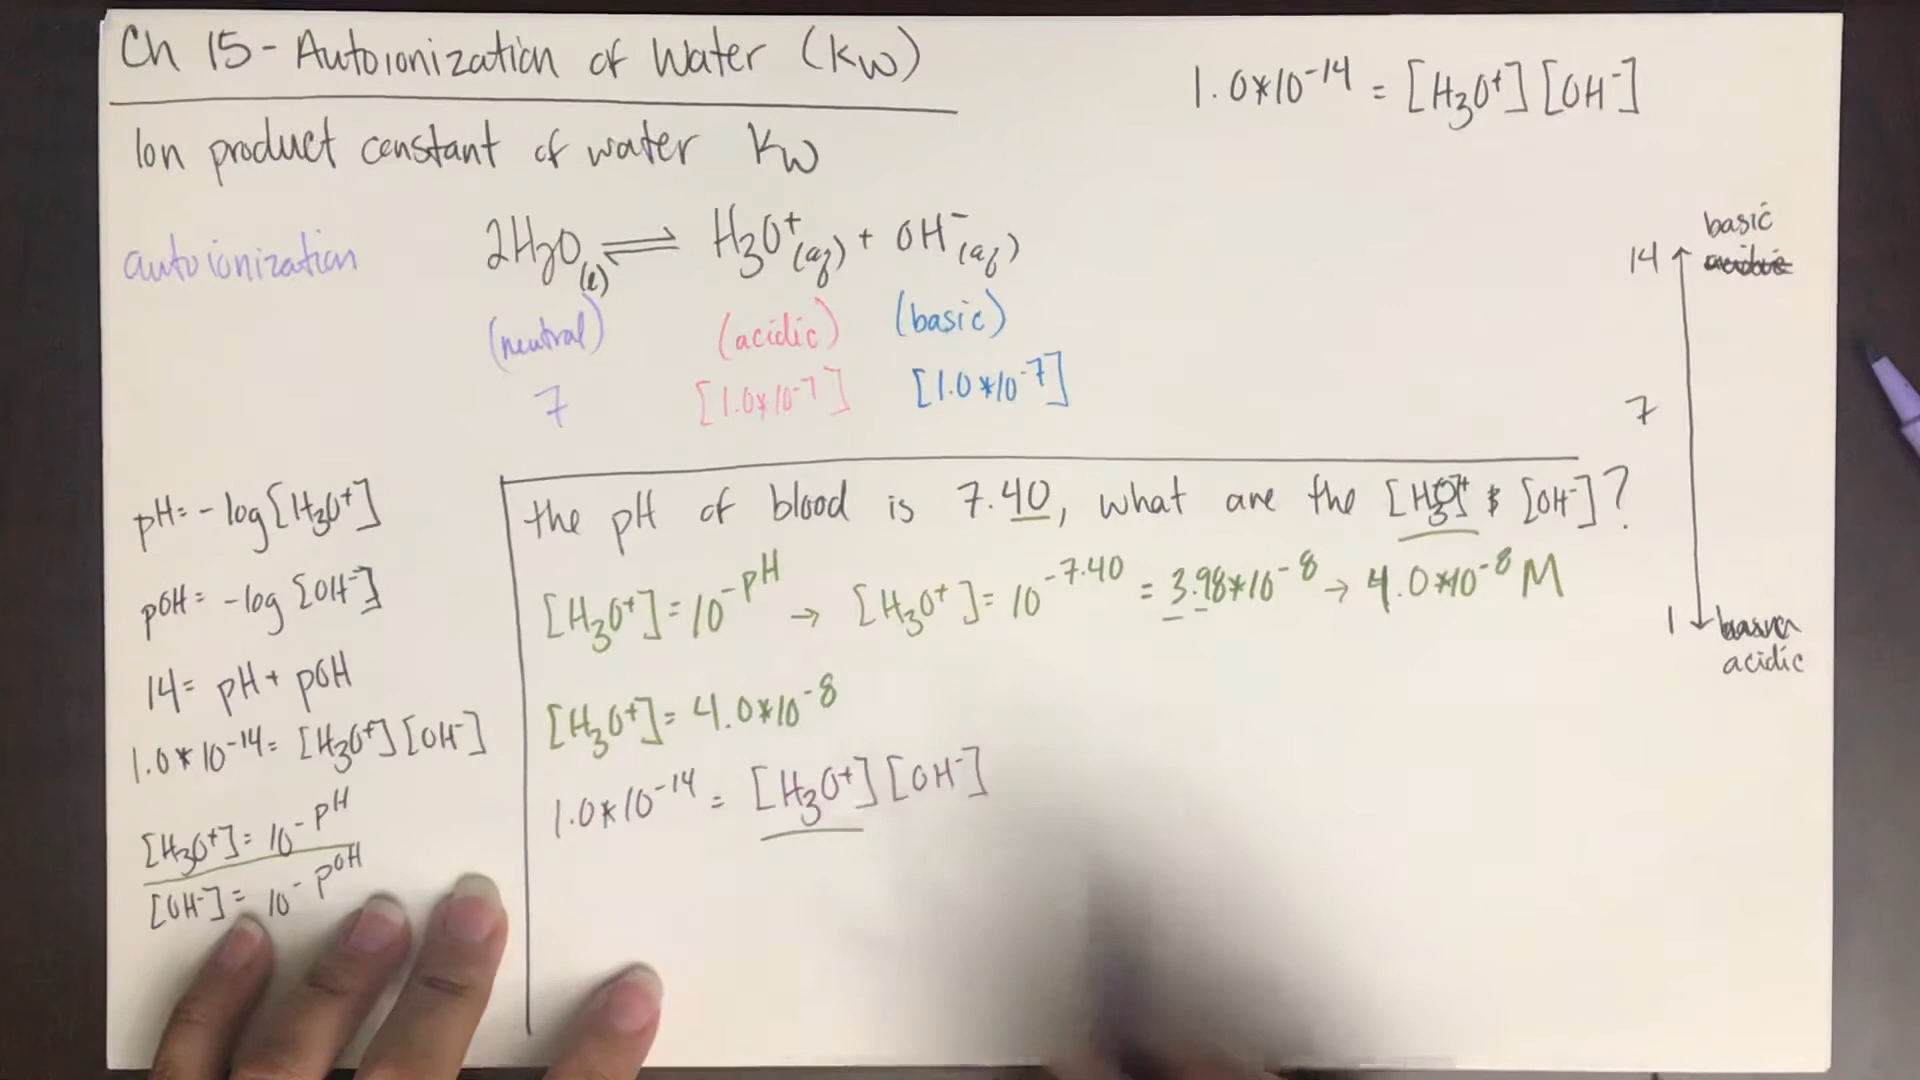 Ch 15 - Autoionization of Water (Kw)
1.0*10⁻¹⁴ = [H₃O⁺][OH⁻]
Ion product constant of water Kw
autoionization
2H₂O(l) ⇌ H₃O⁺(aq) + OH⁻(aq)
(neutral) (acidic) (basic)
7 [1.0*10⁻⁷] [1.0*10⁻⁷]
basic
14
7
1
acidic
pH = -log[H₃O⁺]
pOH = -log[OH⁻]
14 = pH + pOH
1.0*10⁻¹⁴ = [H₃O⁺][OH⁻]
[H₃O⁺] = 10^-pH
[OH⁻] = 10^-pOH
the pH of blood is 7.40, what are the [H₃O⁺] & [OH⁻]?
[H₃O⁺] = 10^-pH → [H₃O⁺] = 10^-7.40 = 3.98*10⁻⁸ → 4.0*10⁻⁸ M
[H₃O⁺] = 4.0*10⁻⁸
1.0*10⁻¹⁴ = [H₃O⁺][OH⁻]